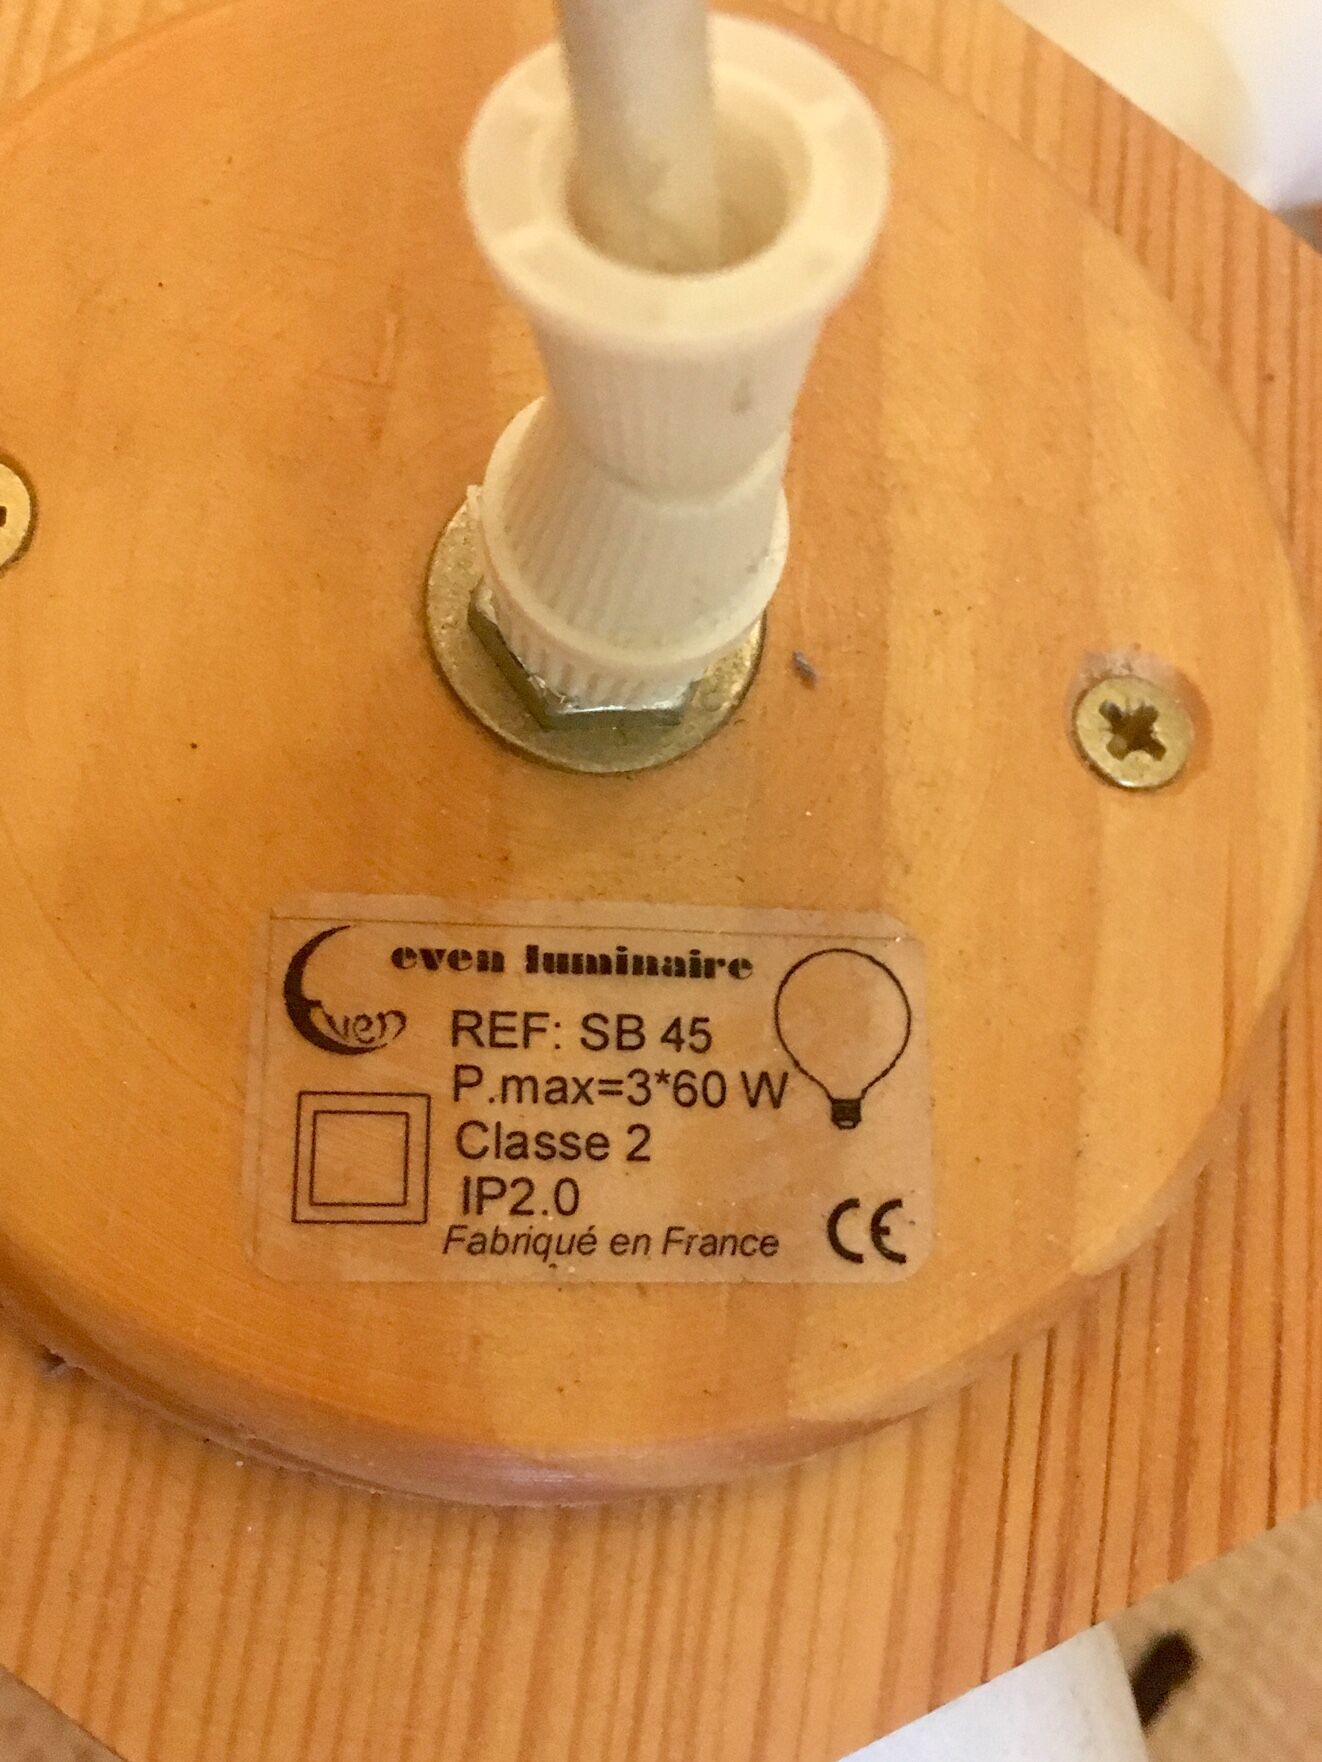 even luminaire
Even
REF: SB 45
P.max=3*60 W
Classe 2
IP2.0
Fabriqué en France
CE